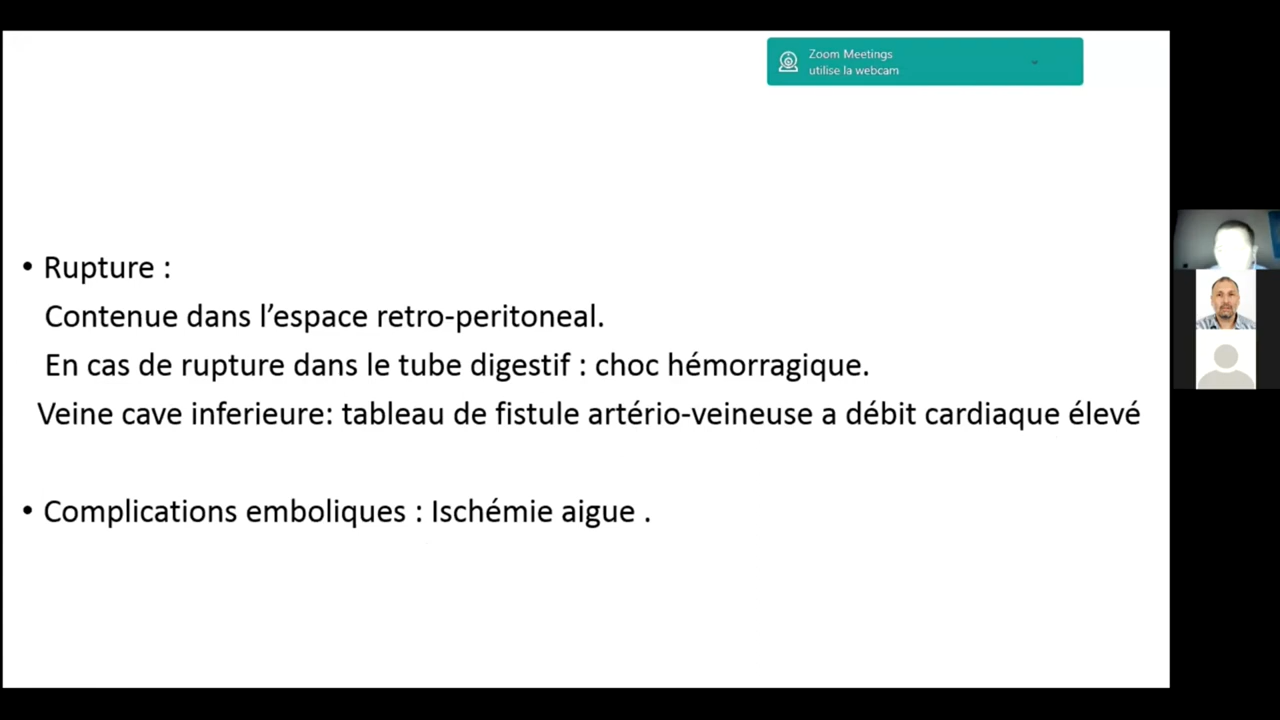 Zoom Meetings
utilise la webcam
• Rupture :
Contenue dans l’espace retro-peritoneal.
En cas de rupture dans le tube digestif : choc hémorragique.
Veine cave inferieure: tableau de fistule artério-veineuse a débit cardiaque élevé
• Complications emboliques : Ischémie aigue .